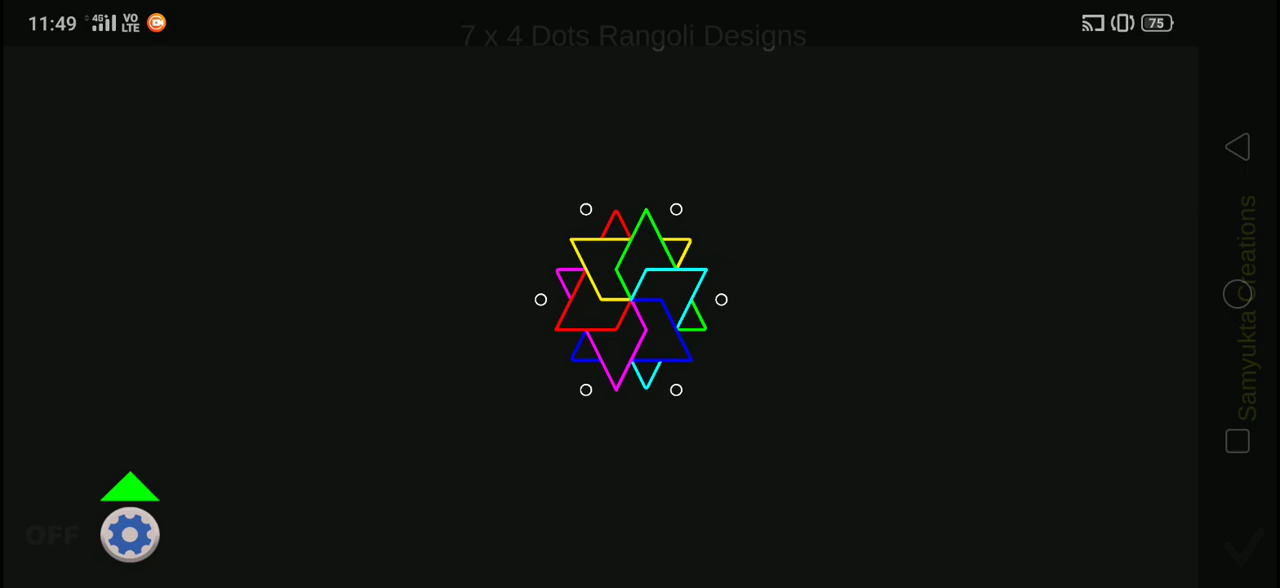 11:49 4G VO LTE 75
7 x 4 Dots Rangoli Designs
Samyukta Creations
OFF